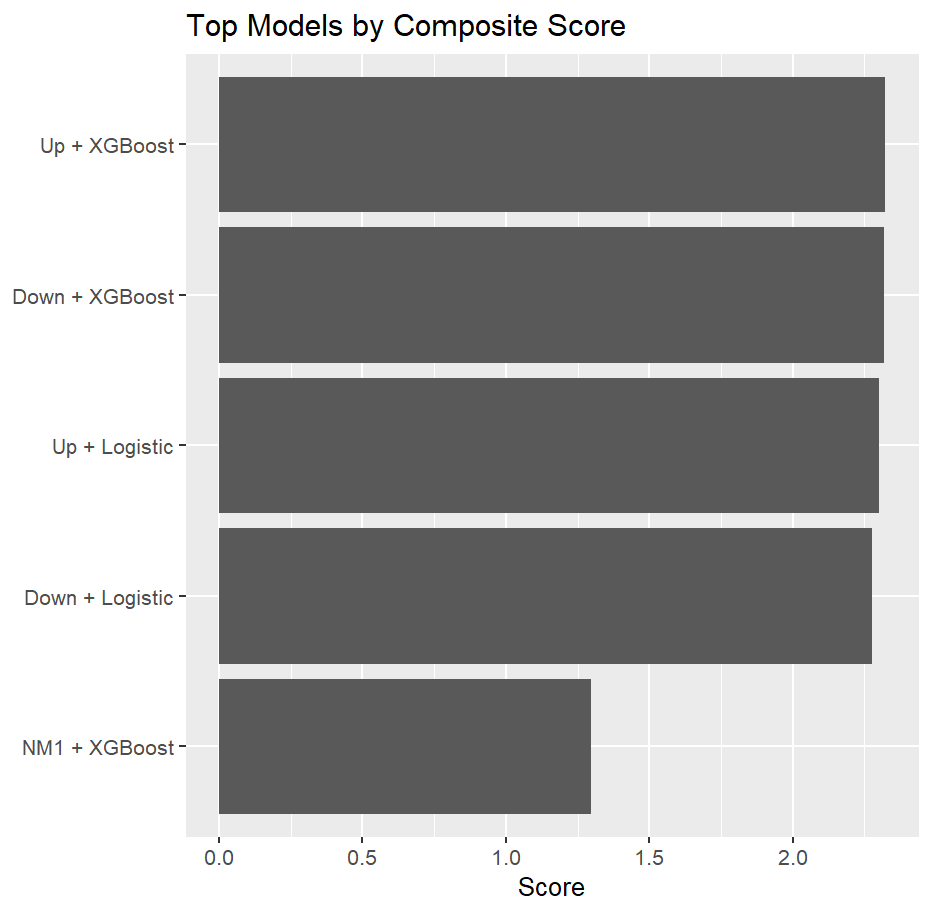 Top Models by Composite Score
Up + XGBoost
Down + XGBoost
Up + Logistic
Down + Logistic
NM1 + XGBoost
0.0 0.5 1.0 1.5 2.0
Score